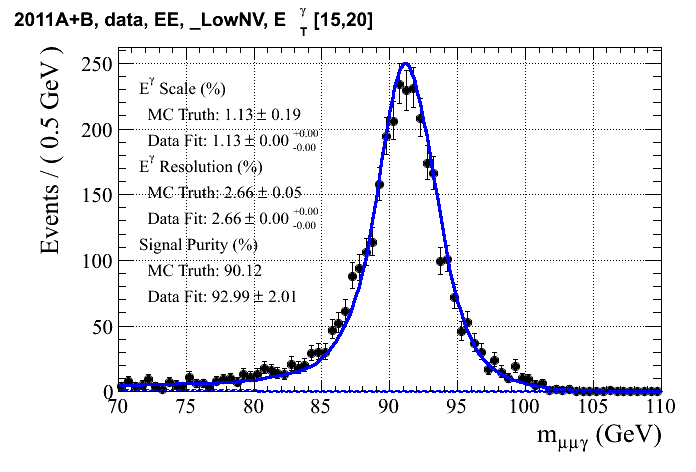 2011A+B, data, EE, _LowNV, E γ T [15,20]
Events / ( 0.5 GeV )
250
200
150
100
50
0
Eγ Scale (%)
MC Truth: 1.13 ± 0.19
Data Fit: 1.13 ± 0.00 +0.00 -0.00
Eγ Resolution (%)
MC Truth: 2.66 ± 0.05
Data Fit: 2.66 ± 0.00 +0.00 -0.00
Signal Purity (%)
MC Truth: 90.12
Data Fit: 92.99 ± 2.01
70 75 80 85 90 95 100 105 110
mμμγ (GeV)